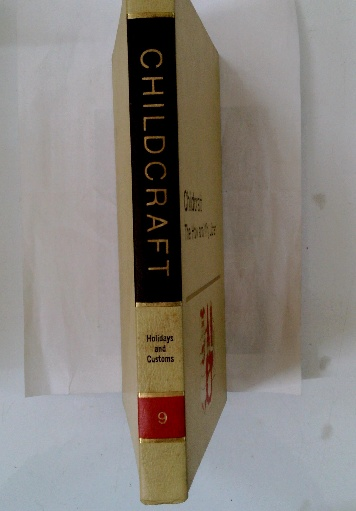 CHILDCRAFT
Holidays
and
Customs
9
Childcraft
The How and Why Library